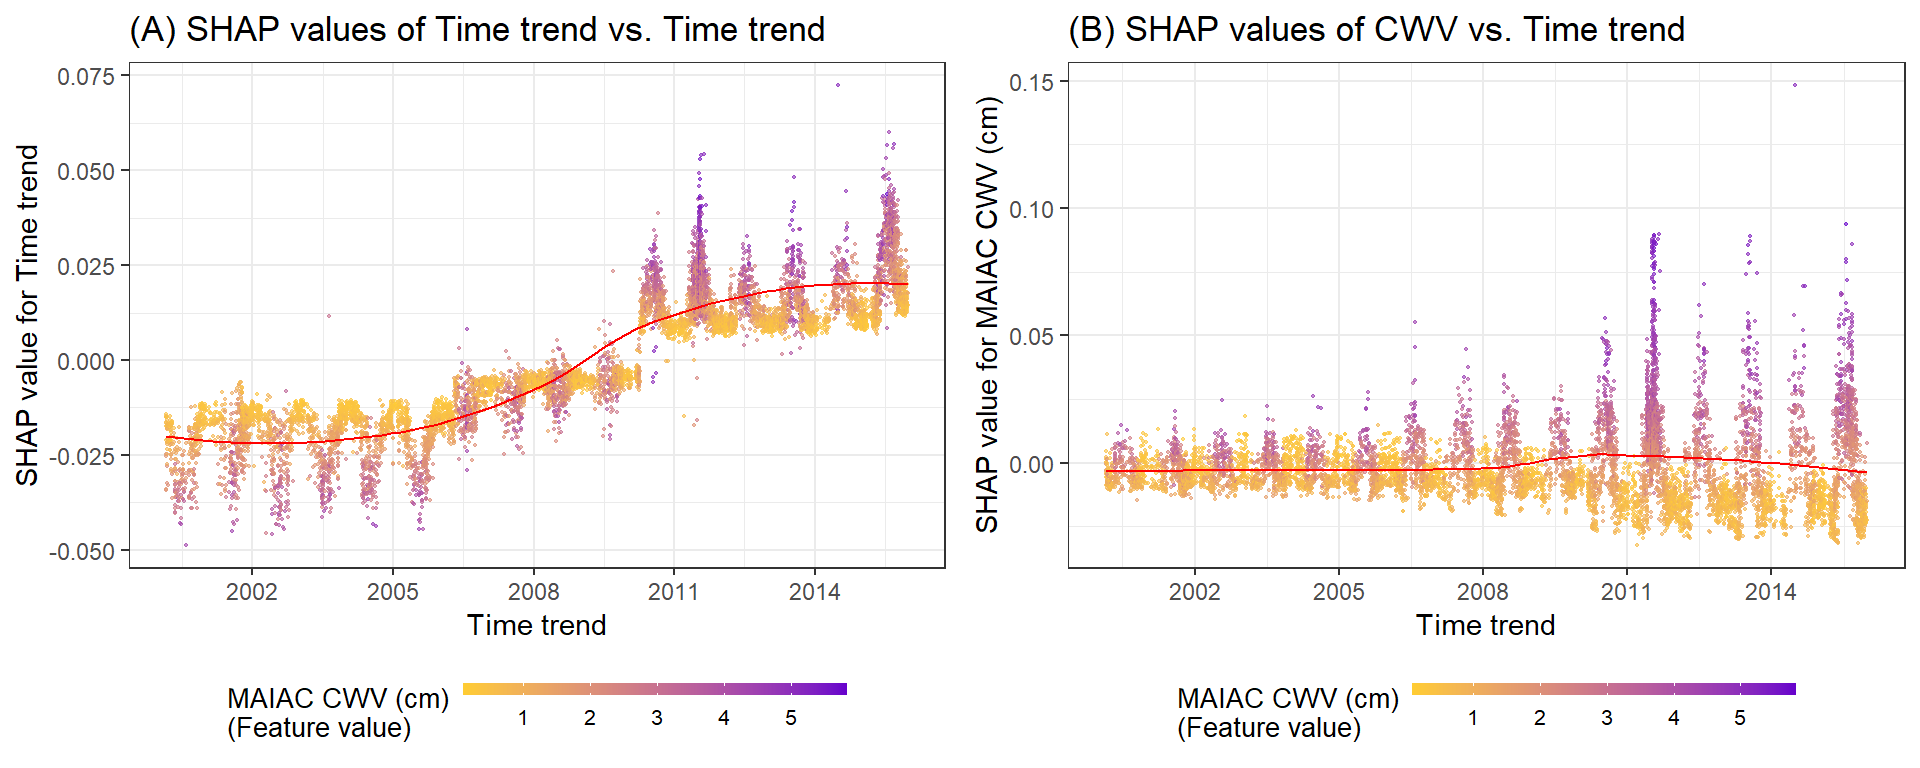 (A) SHAP values of Time trend vs. Time trend
SHAP value for Time trend
0.075
0.050
0.025
0.000
-0.025
-0.050
2002 2005 2008 2011 2014
Time trend
MAIAC CWV (cm)
(Feature value)
1 2 3 4 5
(B) SHAP values of CWV vs. Time trend
SHAP value for MAIAC CWV (cm)
0.15
0.10
0.05
0.00
2002 2005 2008 2011 2014
Time trend
MAIAC CWV (cm)
(Feature value)
1 2 3 4 5